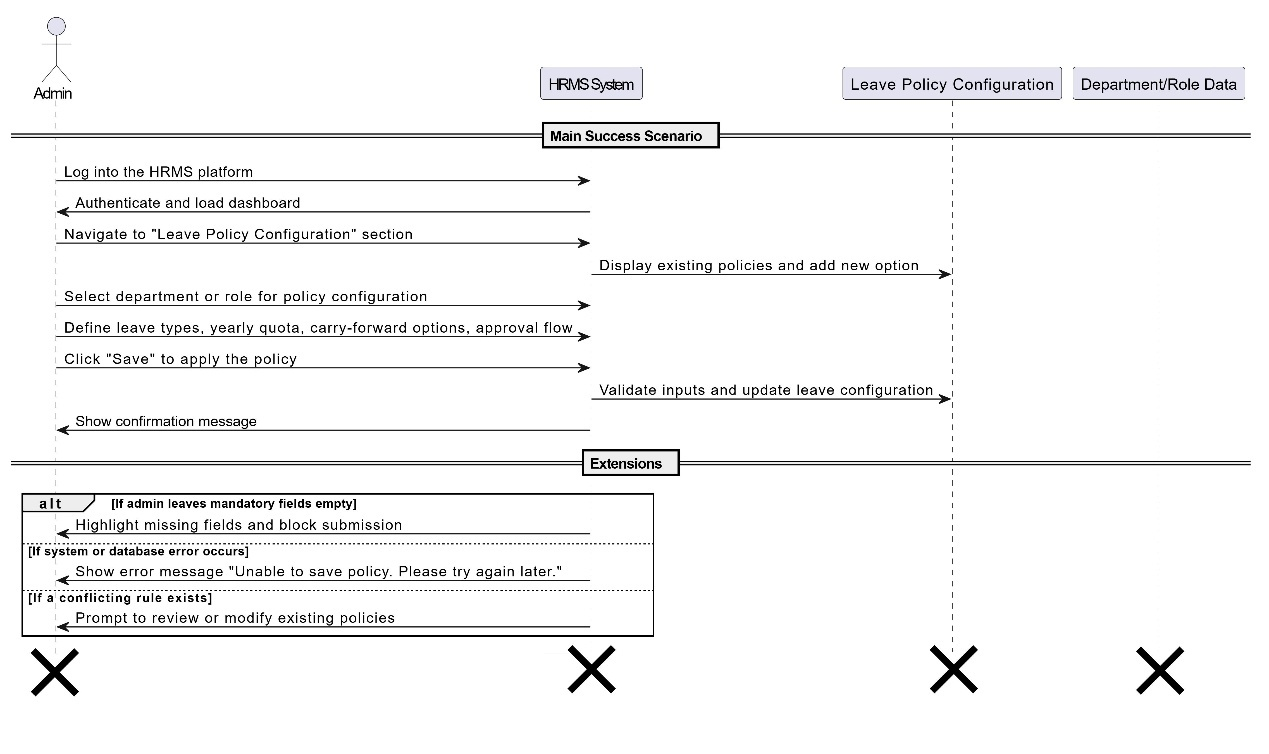 Admin
HRMS System
Leave Policy Configuration
Department/Role Data
Main Success Scenario
Log into the HRMS platform
Authenticate and load dashboard
Navigate to "Leave Policy Configuration" section
Display existing policies and add new option
Select department or role for policy configuration
Define leave types, yearly quota, carry-forward options, approval flow
Click "Save" to apply the policy
Validate inputs and update leave configuration
Show confirmation message
Extensions
alt [If admin leaves mandatory fields empty]
Highlight missing fields and block submission
[If system or database error occurs]
Show error message "Unable to save policy. Please try again later."
[If a conflicting rule exists]
Prompt to review or modify existing policies